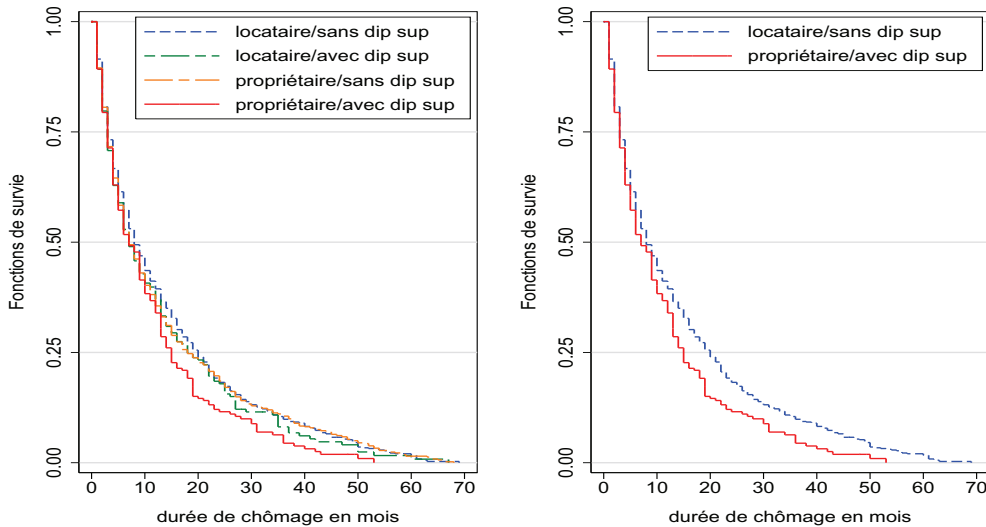 locataire/sans dip sup
locataire/avec dip sup
propriétaire/sans dip sup
propriétaire/avec dip sup
Fonctions de survie
1.00
0.75
0.50
0.25
0.00
0 10 20 30 40 50 60 70
durée de chômage en mois
locataire/sans dip sup
propriétaire/avec dip sup
Fonctions de survie
1.00
0.75
0.50
0.25
0.00
0 10 20 30 40 50 60 70
durée de chômage en mois